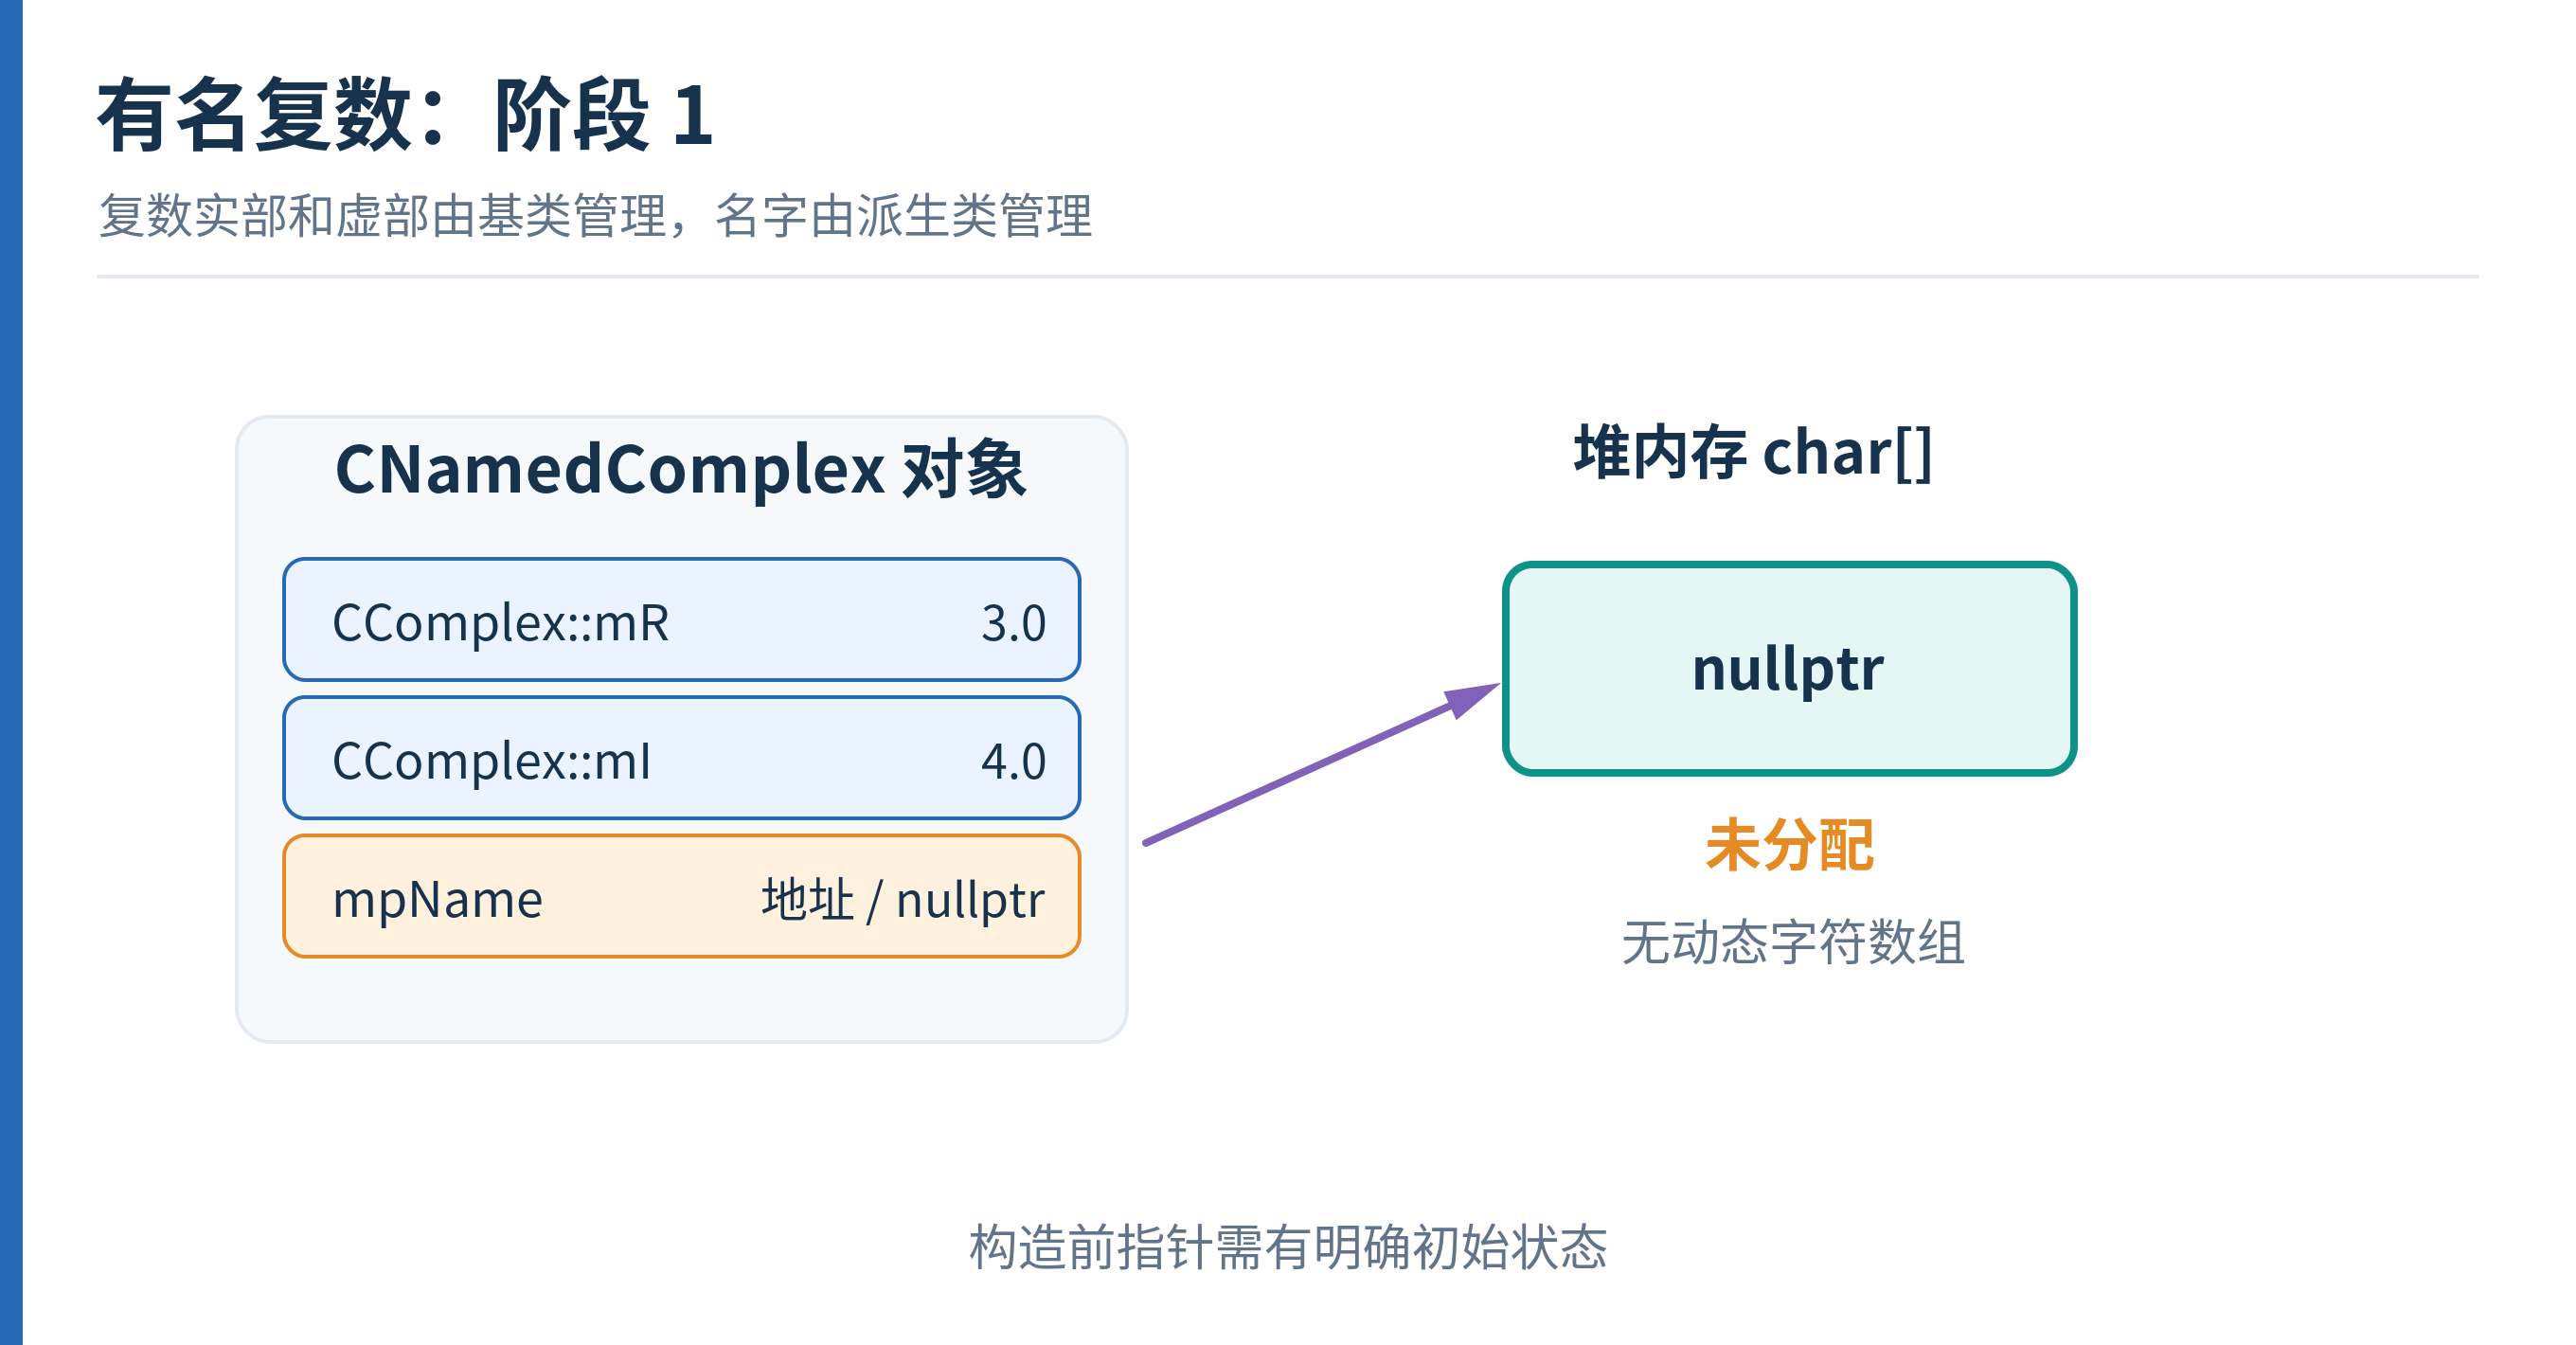 有名复数：阶段 1
复数实部和虚部由基类管理，名字由派生类管理
CNamedComplex 对象
CComplex::mR 3.0
CComplex::mI 4.0
mpName 地址 / nullptr
堆内存 char[]
nullptr
未分配
无动态字符数组
构造前指针需有明确初始状态